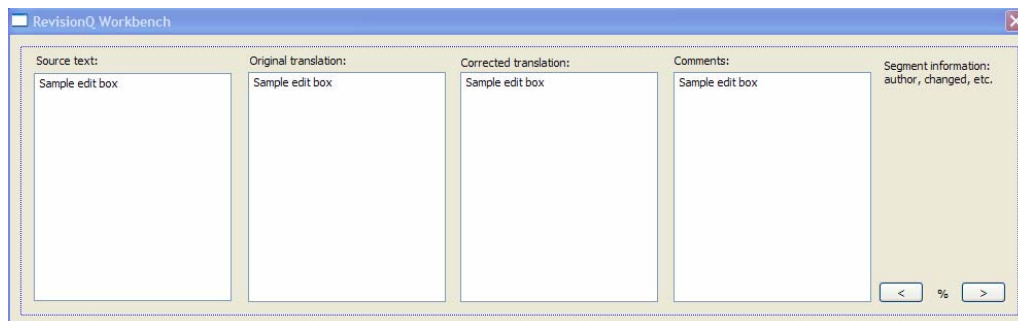 RevisionQ Workbench
Source text:
Original translation:
Corrected translation:
Comments:
Segment information:
author, changed, etc.
Sample edit box
Sample edit box
Sample edit box
Sample edit box
<
%
>